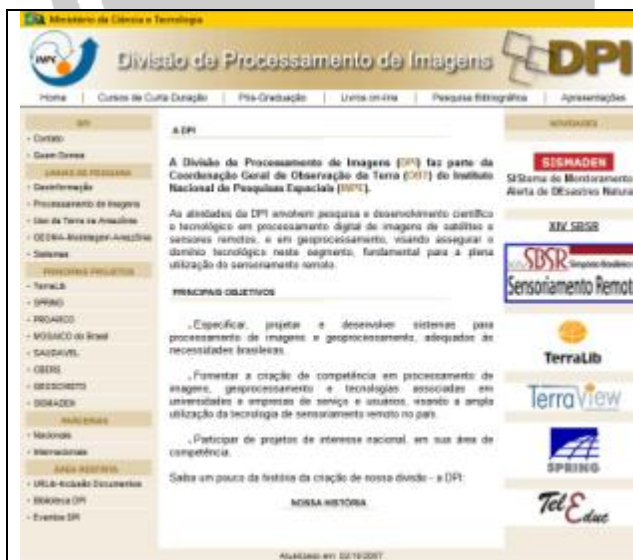 Ministério da Ciência e Tecnologia
INPE
Divisão de Processamento de Imagens
DPI
Home | Cursos de Curta Duração | Pós-Graduação | Livros on-line | Pesquisa Bibliográfica | Apresentações
DPI
- Contato
- Quem Somos
LINHAS DE PESQUISA
- Geoinformação
- Processamento de Imagens
- Uso da Terra na Amazônia
- GEOMA-Modelagem-Amazônia
- Sistemas
PRINCIPAIS PROJETOS
- TerraLib
- SPRING
- PROARCO
- MOSAICO do Brasil
- SAUDAVEL
- CBERS
- SISMADEN
PARCERIAS
- Nacionais
- Internacionais
ÁREA RESTRITA
- URLib-Inclusão Documentos
- Biblioteca DPI
- Eventos DPI
A DPI
A Divisão de Processamento de Imagens (DPI) faz parte da
Coordenação Geral de Observação da Terra (OBT) do Instituto
Nacional de Pesquisas Espaciais (INPE).
As atividades da DPI envolvem pesquisa e desenvolvimento científico
e tecnológico em processamento digital de imagens de satélites e
sensores remotos, e em geoprocessamento, visando assegurar o
domínio tecnológico neste segmento, fundamental para a plena
utilização do sensoriamento remoto.
PRINCIPAIS OBJETIVOS
.Especificar, projetar e desenvolver sistemas para
processamento de imagens e geoprocessamento, adequados às
necessidades brasileiras.
.Fomentar a criação de competência em processamento de
imagens, geoprocessamento e tecnologias associadas em
universidades e empresas de serviço e usuários, visando a ampla
utilização da tecnologia de sensoriamento remoto no país.
.Participar de projetos de interesse nacional, em sua área de
competência.
Saiba um pouco da história da criação de nossa divisão - a DPI:
NOSSA HISTÓRIA
Atualizado em: 02/10/2007
NOVIDADES
SISMADEN
SIStema de Monitoramento
Alerta de DEsastres Natura
XIV SBSR
XIV SBSR Simpósio Brasileiro
Sensoriamento Remot
TerraLib
TerraView
SPRING
TelEduc